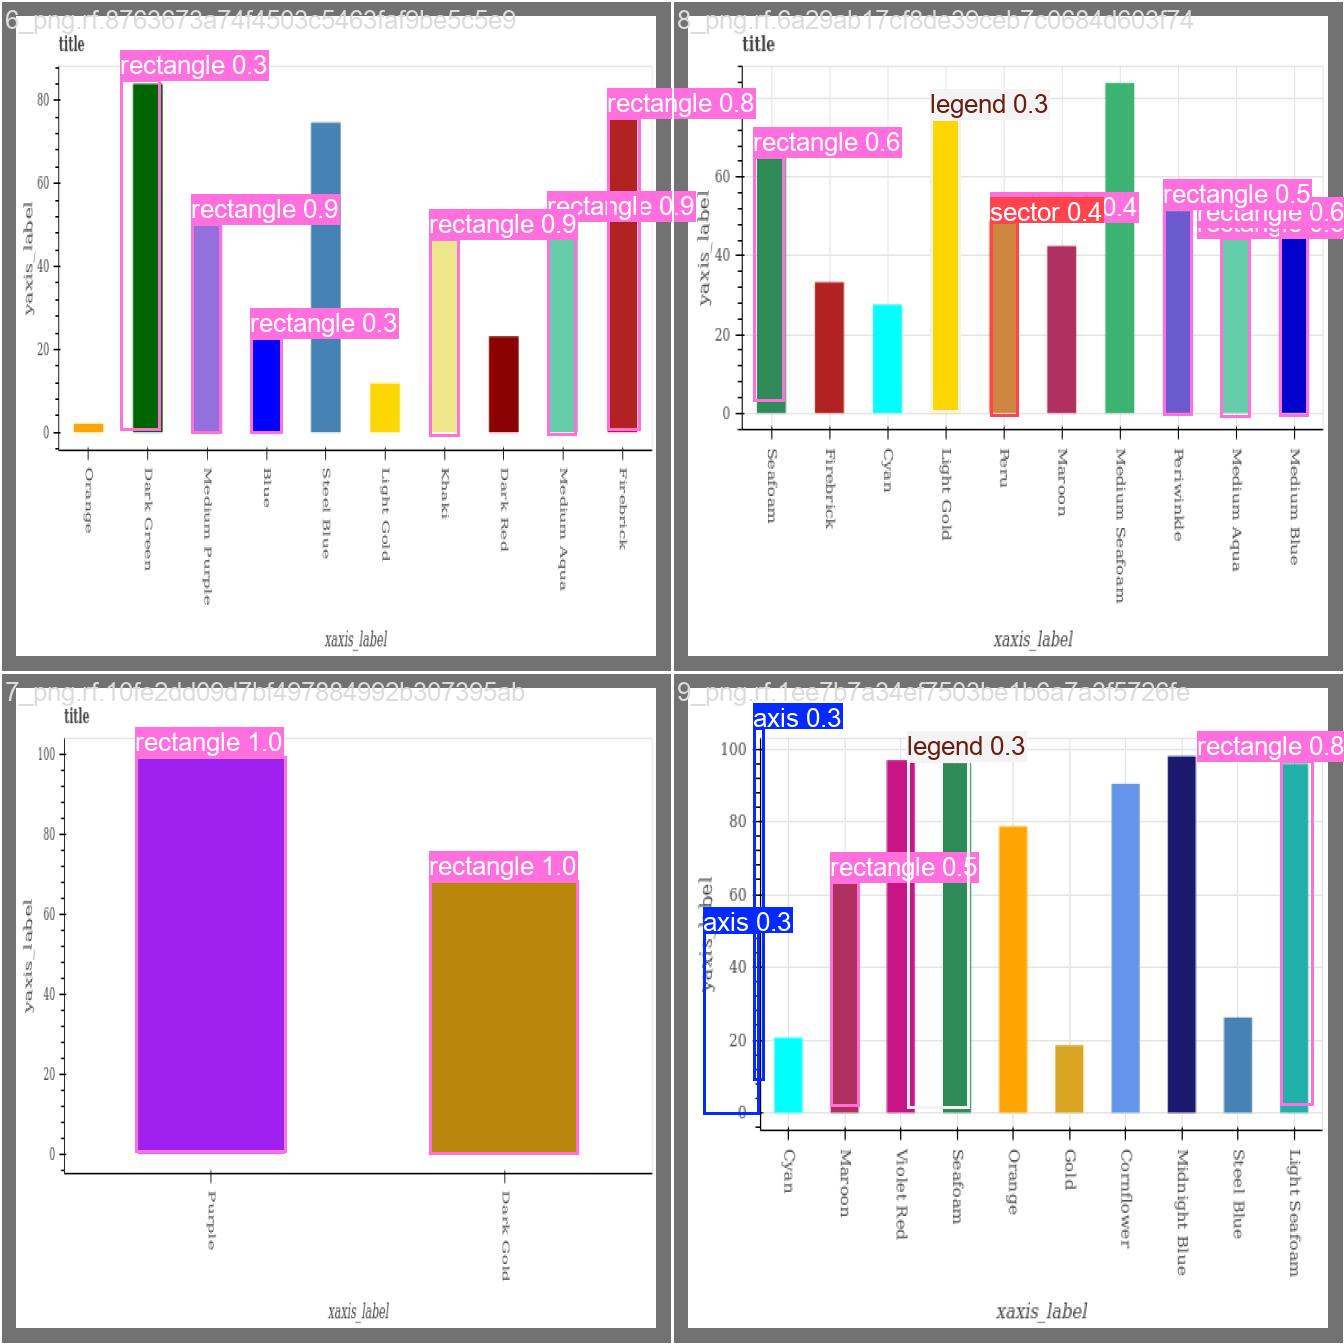 6_png.rf.8763673a74f4503c5463faf9be5c5e9
title
rectangle 0.3
rectangle 0.8
rectangle 0.9
rectangle 0.9
rectangle 0.9
rectangle 0.3
80
60
40
20
0
yaxis_label
Orange
Dark Green
Medium Purple
Blue
Steel Blue
Light Gold
Khaki
Dark Red
Medium Aqua
Firebrick
xaxis_label
8_png.rf.6a29ab17cf8de39ceb7c0684d603f74
title
legend 0.3
rectangle 0.6
rectangle 0.5
sector 0.4
0.4
rectangle 0.6
60
40
20
0
yaxis_label
Seafoam
Firebrick
Cyan
Light Gold
Peru
Maroon
Medium Seafoam
Periwinkle
Medium Aqua
Medium Blue
xaxis_label
7_png.rf.10fe2dd09d7bf497884992b307395ab
title
rectangle 1.0
rectangle 1.0
100
80
60
40
20
0
yaxis_label
Purple
Dark Gold
xaxis_label
9_png.rf.1ee7b7a34ef7503be1b6a7a3f5726fe
axis 0.3
legend 0.3
rectangle 0.8
rectangle 0.5
axis 0.3
100
80
60
40
20
0
yaxis_label
Cyan
Maroon
Violet Red
Seafoam
Orange
Gold
Cornflower
Midnight Blue
Steel Blue
Light Seafoam
xaxis_label